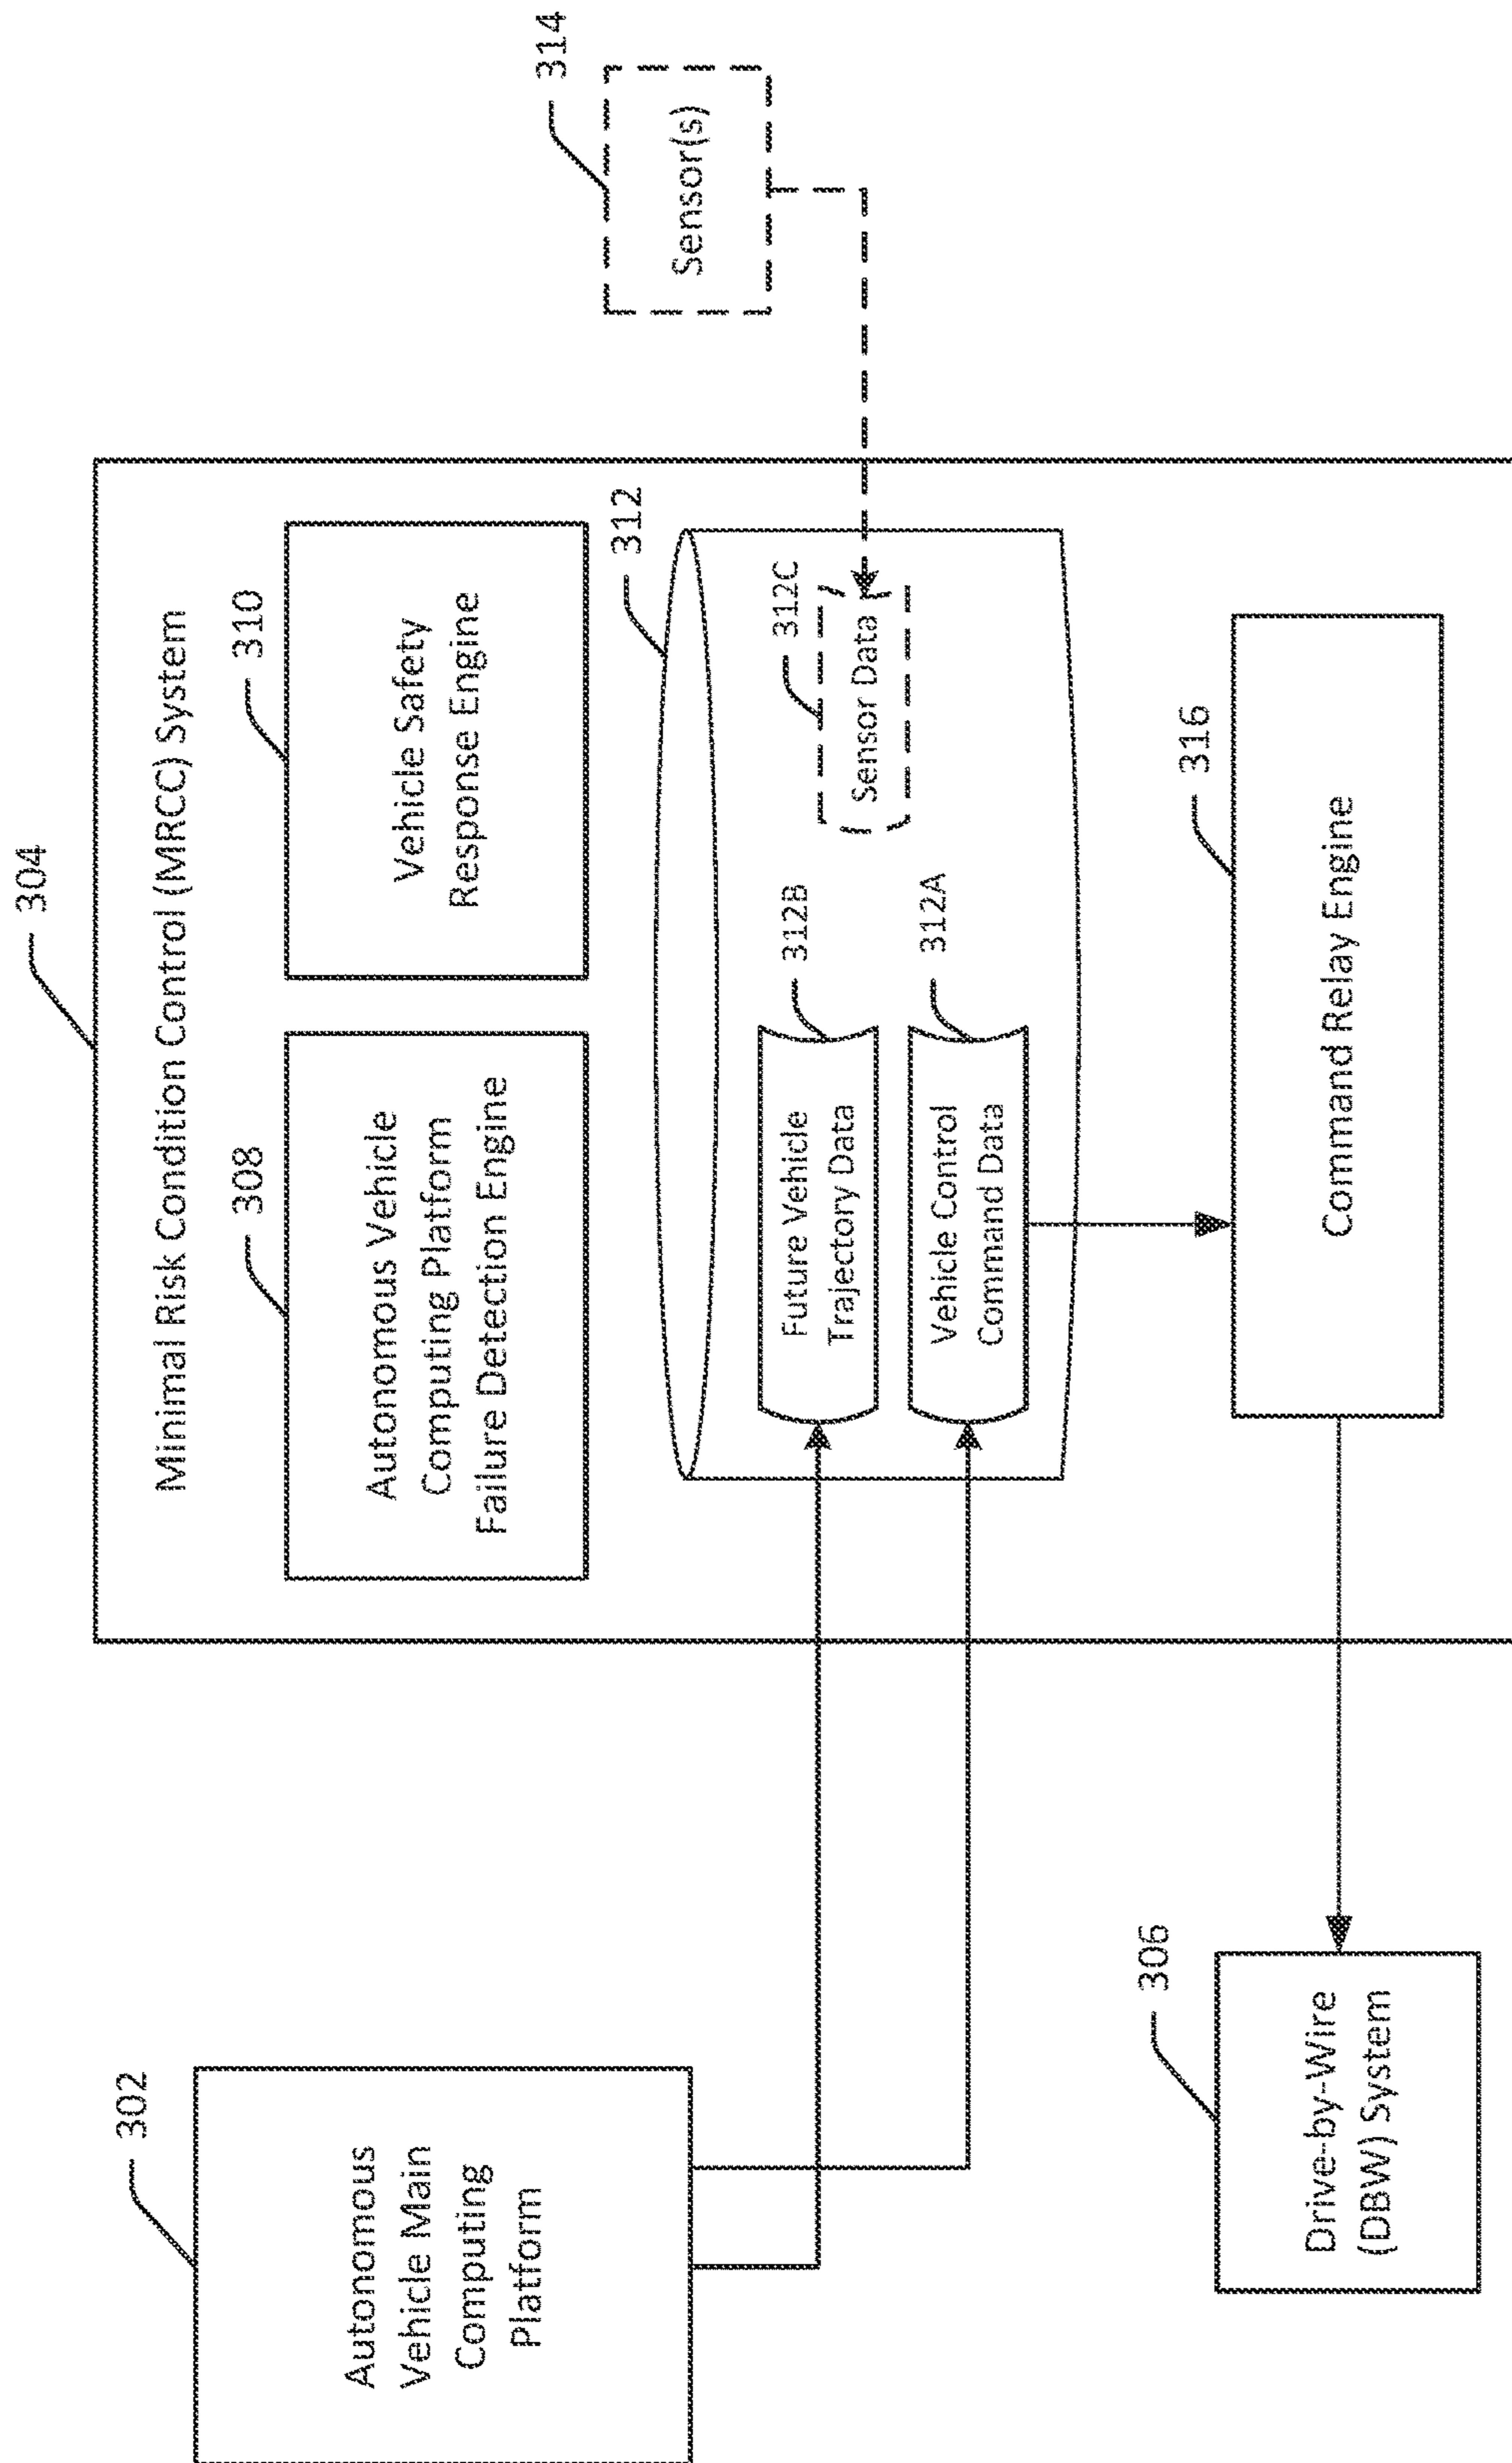 302
Autonomous
Vehicle Main
Computing
Platform
306
Drive-by-Wire
(DBW) System
304
Minimal Risk Condition Control (MRCC) System
308
Autonomous Vehicle
Computing Platform
Failure Detection Engine
310
Vehicle Safety
Response Engine
312
312B
Future Vehicle
Trajectory Data
312A
Vehicle Control
Command Data
312C
Sensor Data
316
Command Relay Engine
314
Sensor(s)